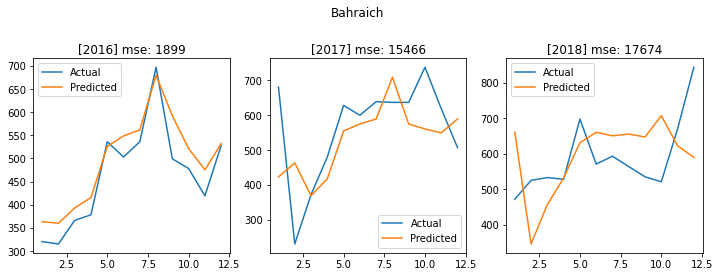 Bahraich
[2016] mse: 1899
[2017] mse: 15466
[2018] mse: 17674
Actual
Predicted
700
650
600
550
500
450
400
350
300
2.5 5.0 7.5 10.0 12.5
Actual
Predicted
700
600
500
400
300
2.5 5.0 7.5 10.0 12.5
Actual
Predicted
800
700
600
500
400
2.5 5.0 7.5 10.0 12.5